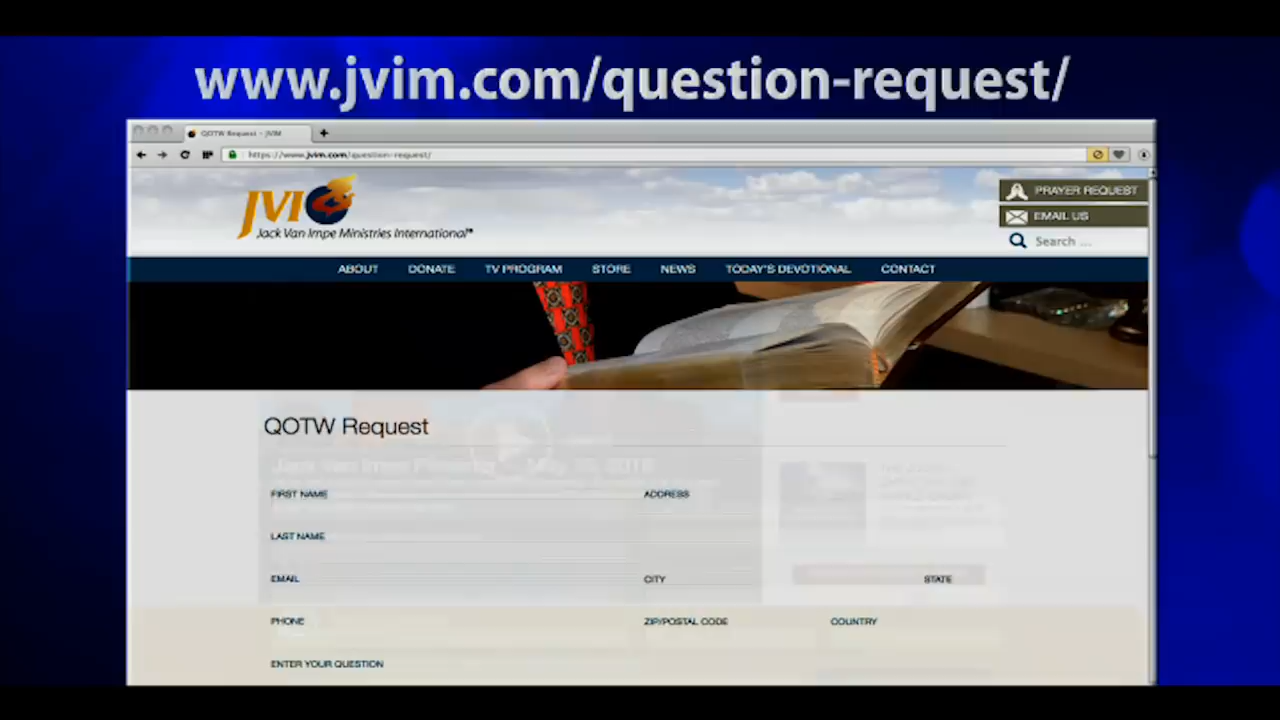 www.jvim.com/question-request/
QOTW Request - JVIM
https://www.jvim.com/question-request/
JVI
Jack Van Impe Ministries International
PRAYER REQUEST
EMAIL US
Search ...
ABOUT DONATE TV PROGRAM STORE NEWS TODAY'S DEVOTIONAL CONTACT
QOTW Request
FIRST NAME ADDRESS
LAST NAME
EMAIL CITY STATE
PHONE ZIP/POSTAL CODE COUNTRY
ENTER YOUR QUESTION